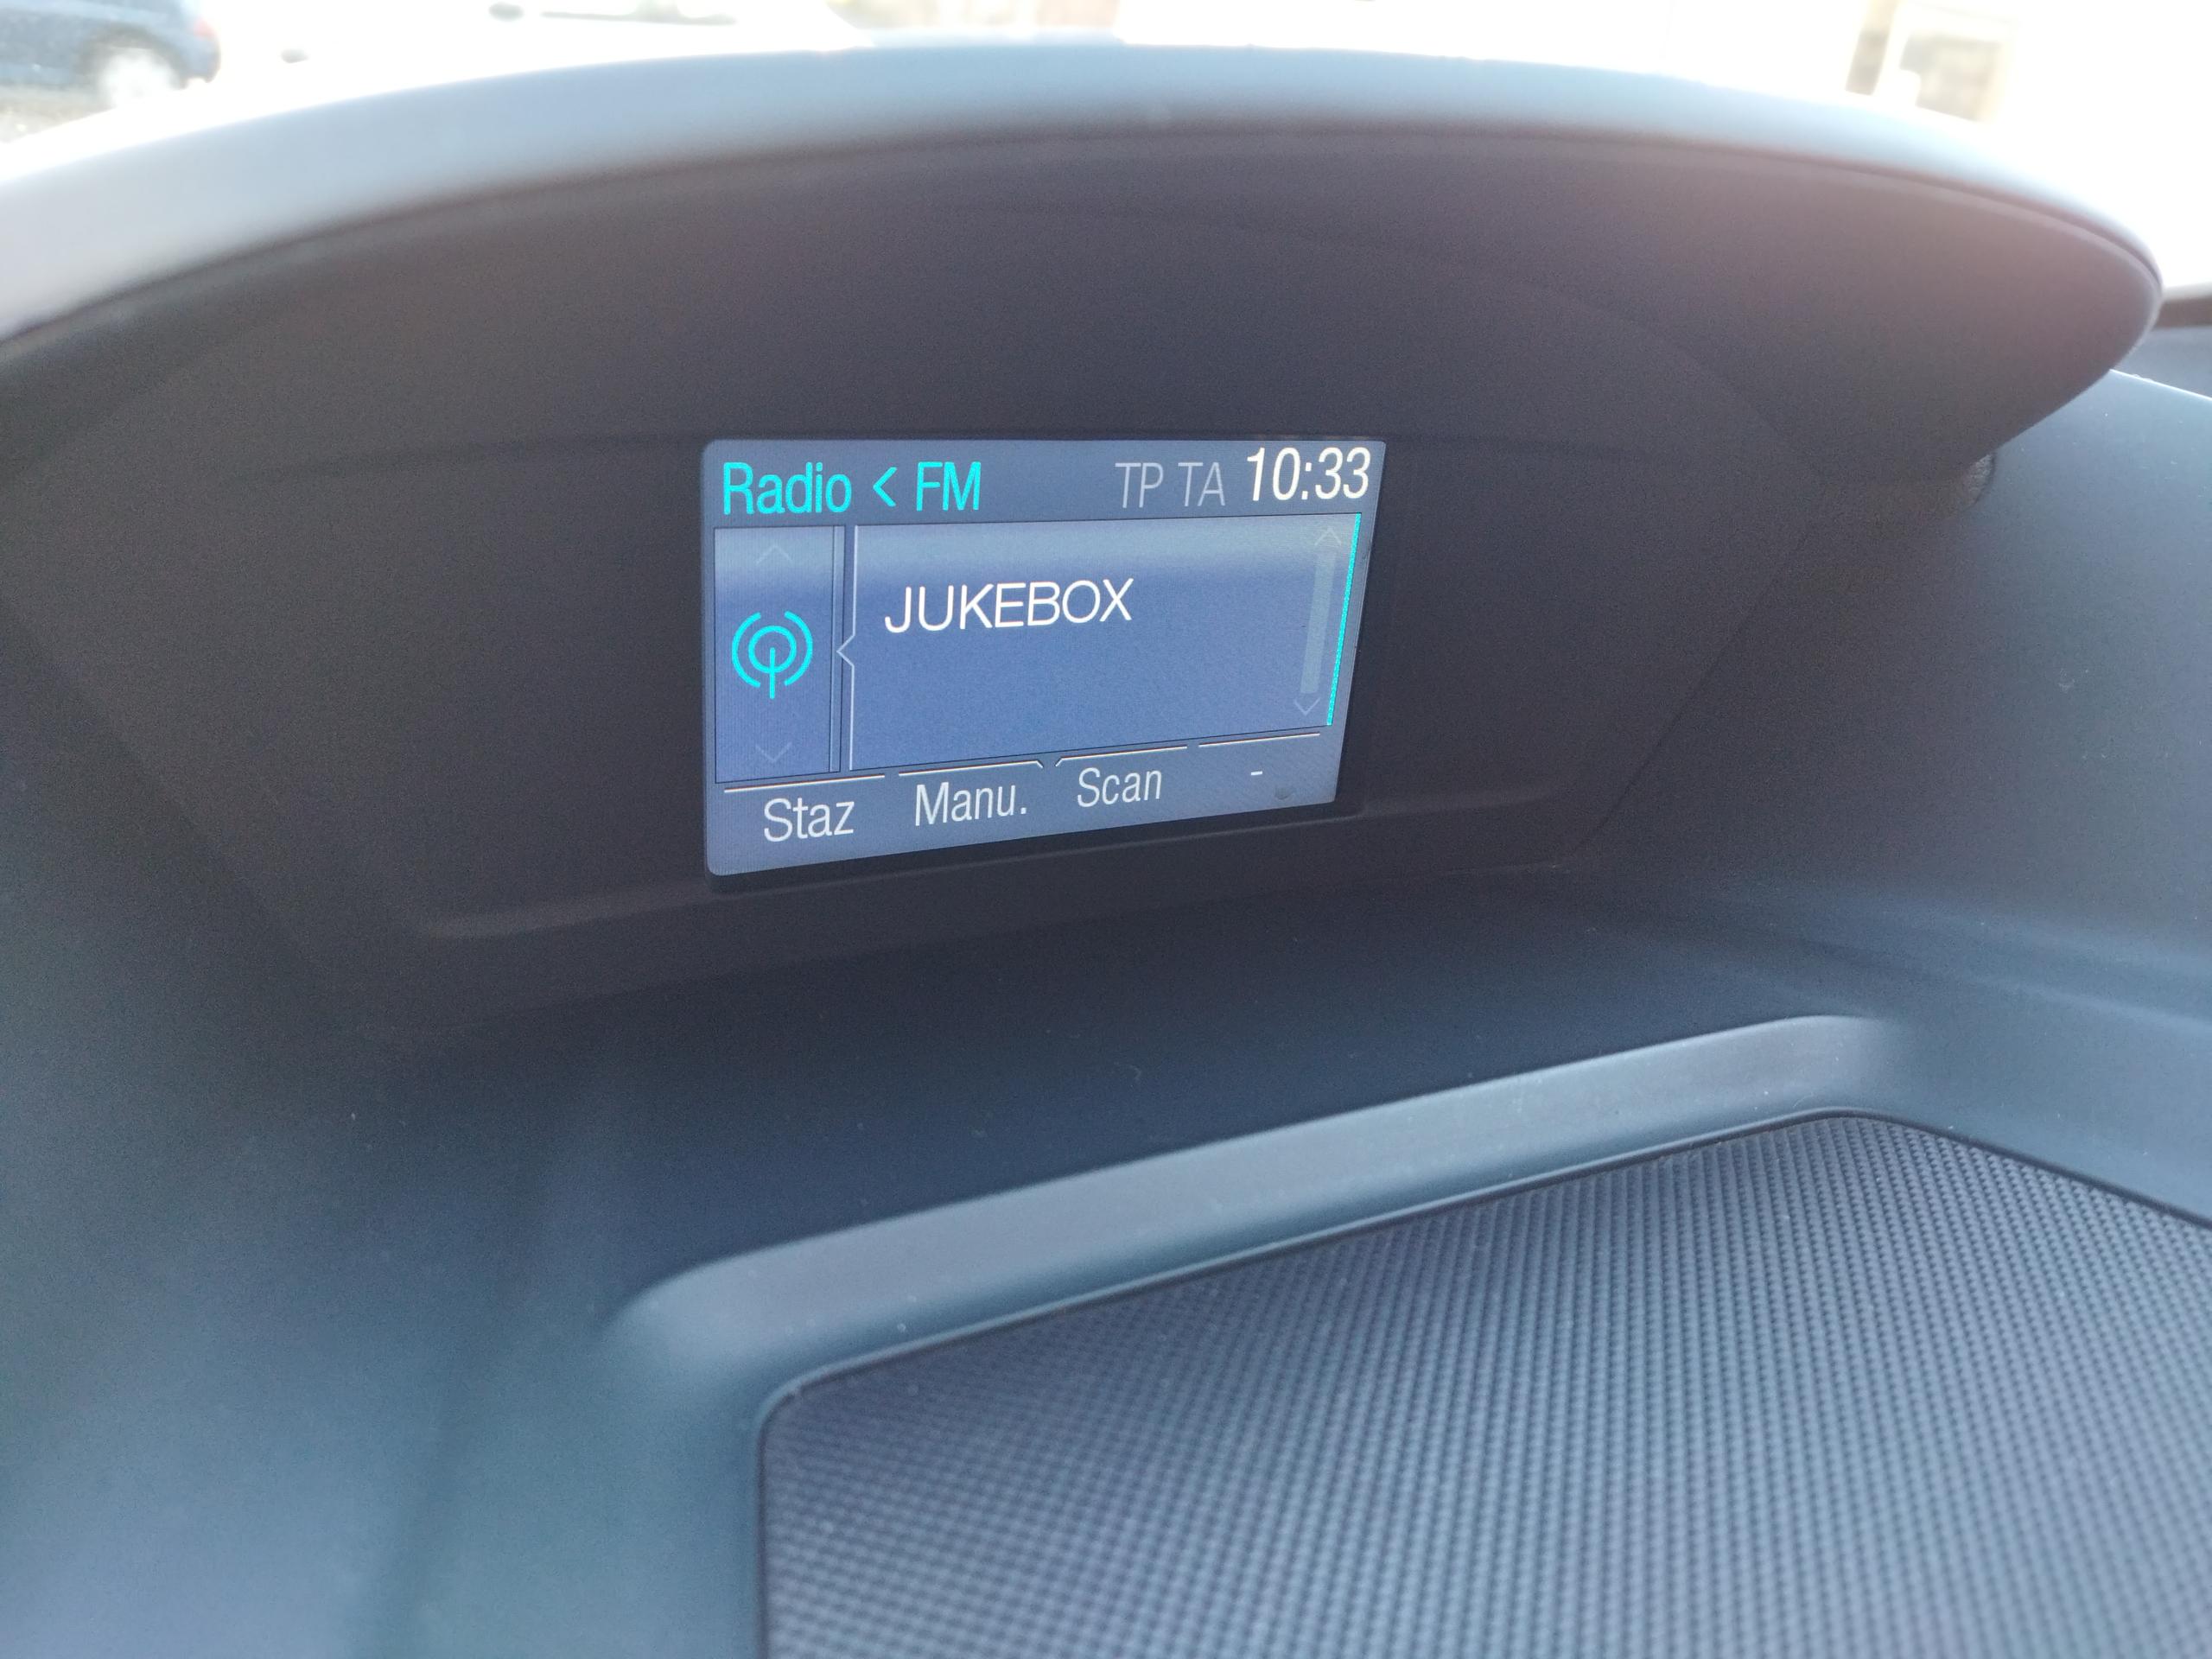 Radio < FM TP TA 10:33
JUKEBOX
Staz Manu. Scan -